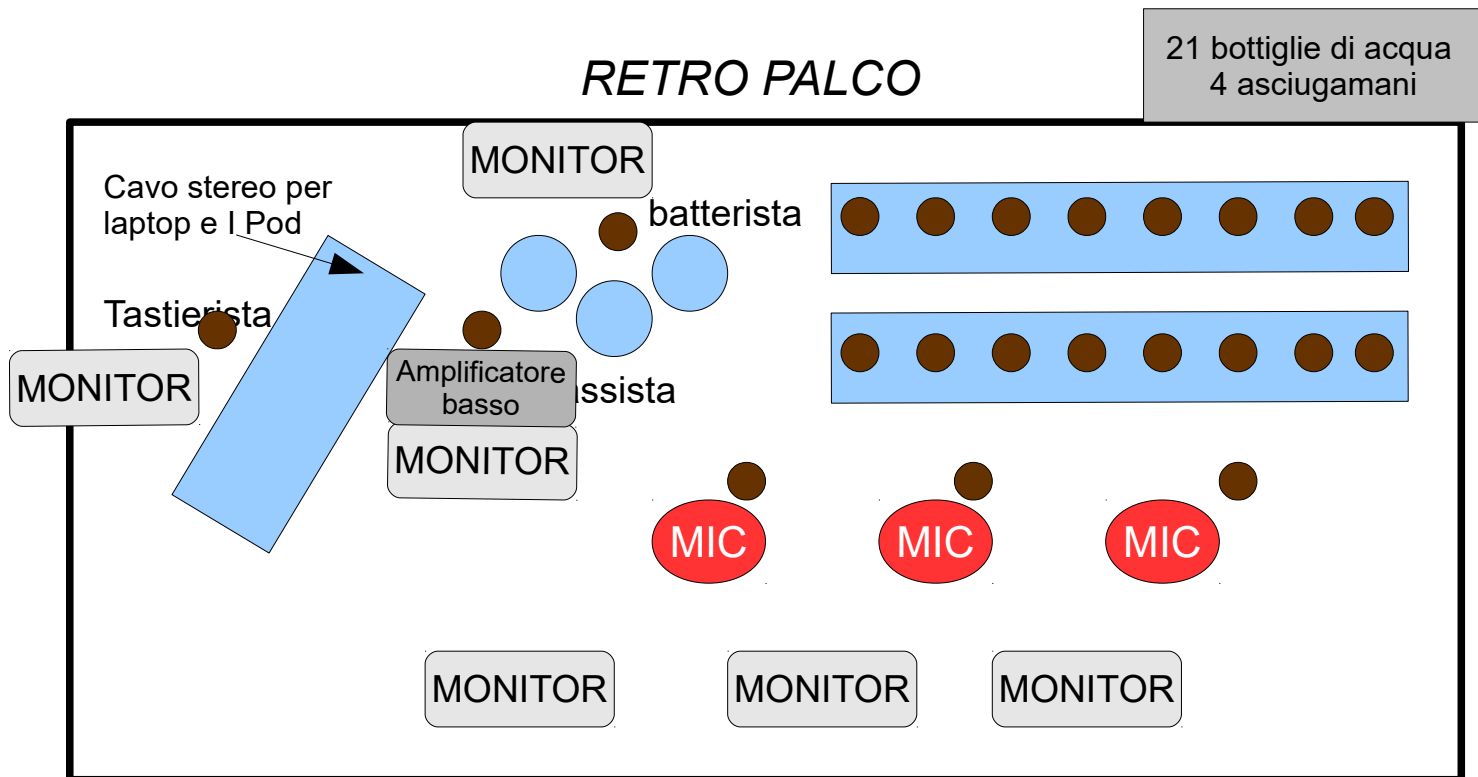 21 bottiglie di acqua
4 asciugamani
RETRO PALCO
MONITOR
Cavo stereo per
laptop e I Pod
batterista
Tastierista
MONITOR
Amplificatore
basso
assista
MONITOR
MIC
MIC
MIC
MONITOR
MONITOR
MONITOR